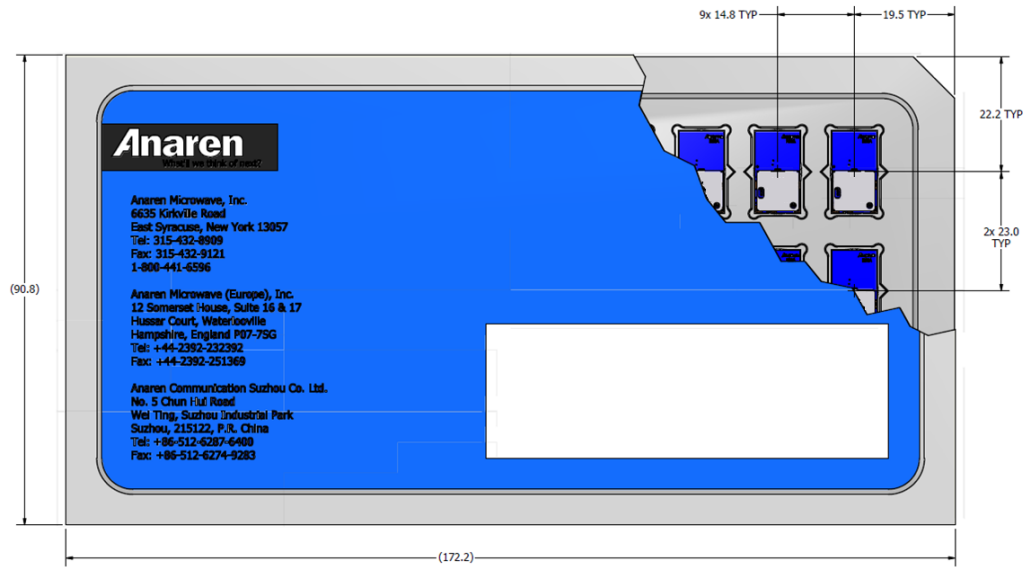 9x 14.8 TYP
19.5 TYP
22.2 TYP
2x 23.0
TYP
(90.8)
(172.2)
Anaren
What'll we think of next?
Anaren Microwave, Inc.
6635 Kirkville Road
East Syracuse, New York 13057
Tel: 315-432-8909
Fax: 315-432-9121
1-800-441-6596
Anaren Microwave (Europe), Inc.
12 Somerset House, Suite 16 & 17
Hussar Court, Waterlooville
Hampshire, England P07-7SG
Tel: +44-2392-232392
Fax: +44-2392-251369
Anaren Communication Suzhou Co. Ltd.
No. 5 Chun Hui Road
Wei Ting, Suzhou Industrial Park
Suzhou, 215122, P.R. China
Tel: +86-512-6287-6400
Fax: +86-512-6274-9283